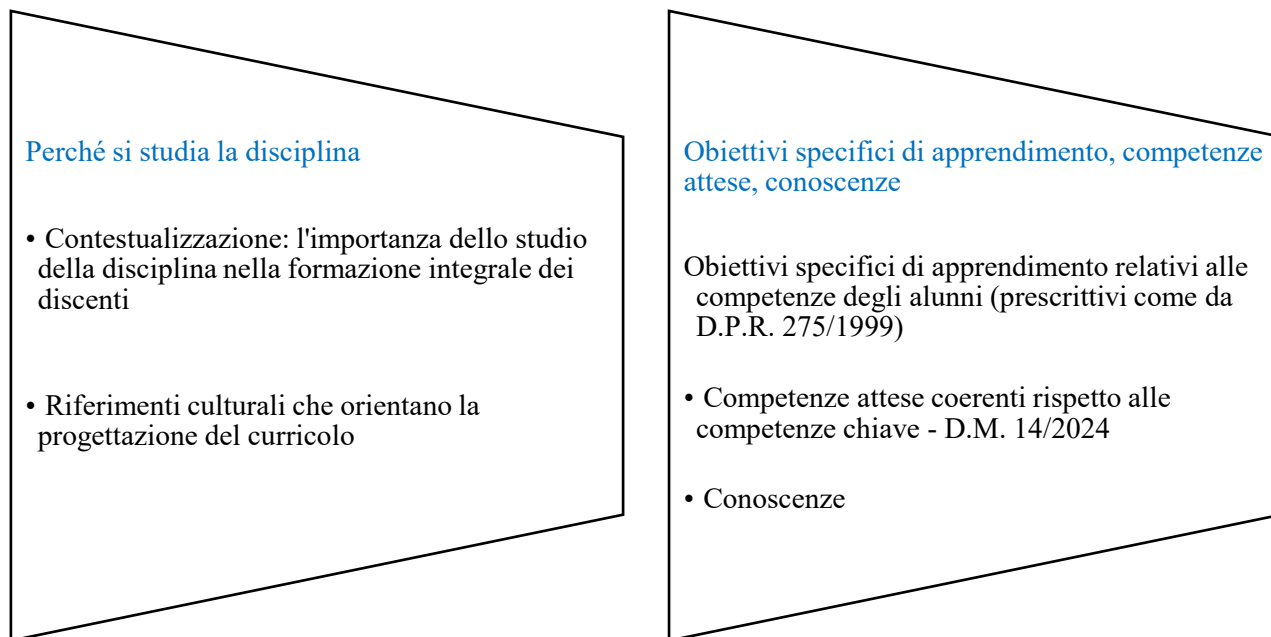 Perché si studia la disciplina
• Contestualizzazione: l'importanza dello studio
della disciplina nella formazione integrale dei
discenti
• Riferimenti culturali che orientano la
progettazione del curricolo
Obiettivi specifici di apprendimento, competenze
attese, conoscenze
Obiettivi specifici di apprendimento relativi alle
competenze degli alunni (prescrittivi come da
D.P.R. 275/1999)
• Competenze attese coerenti rispetto alle
competenze chiave - D.M. 14/2024
• Conoscenze